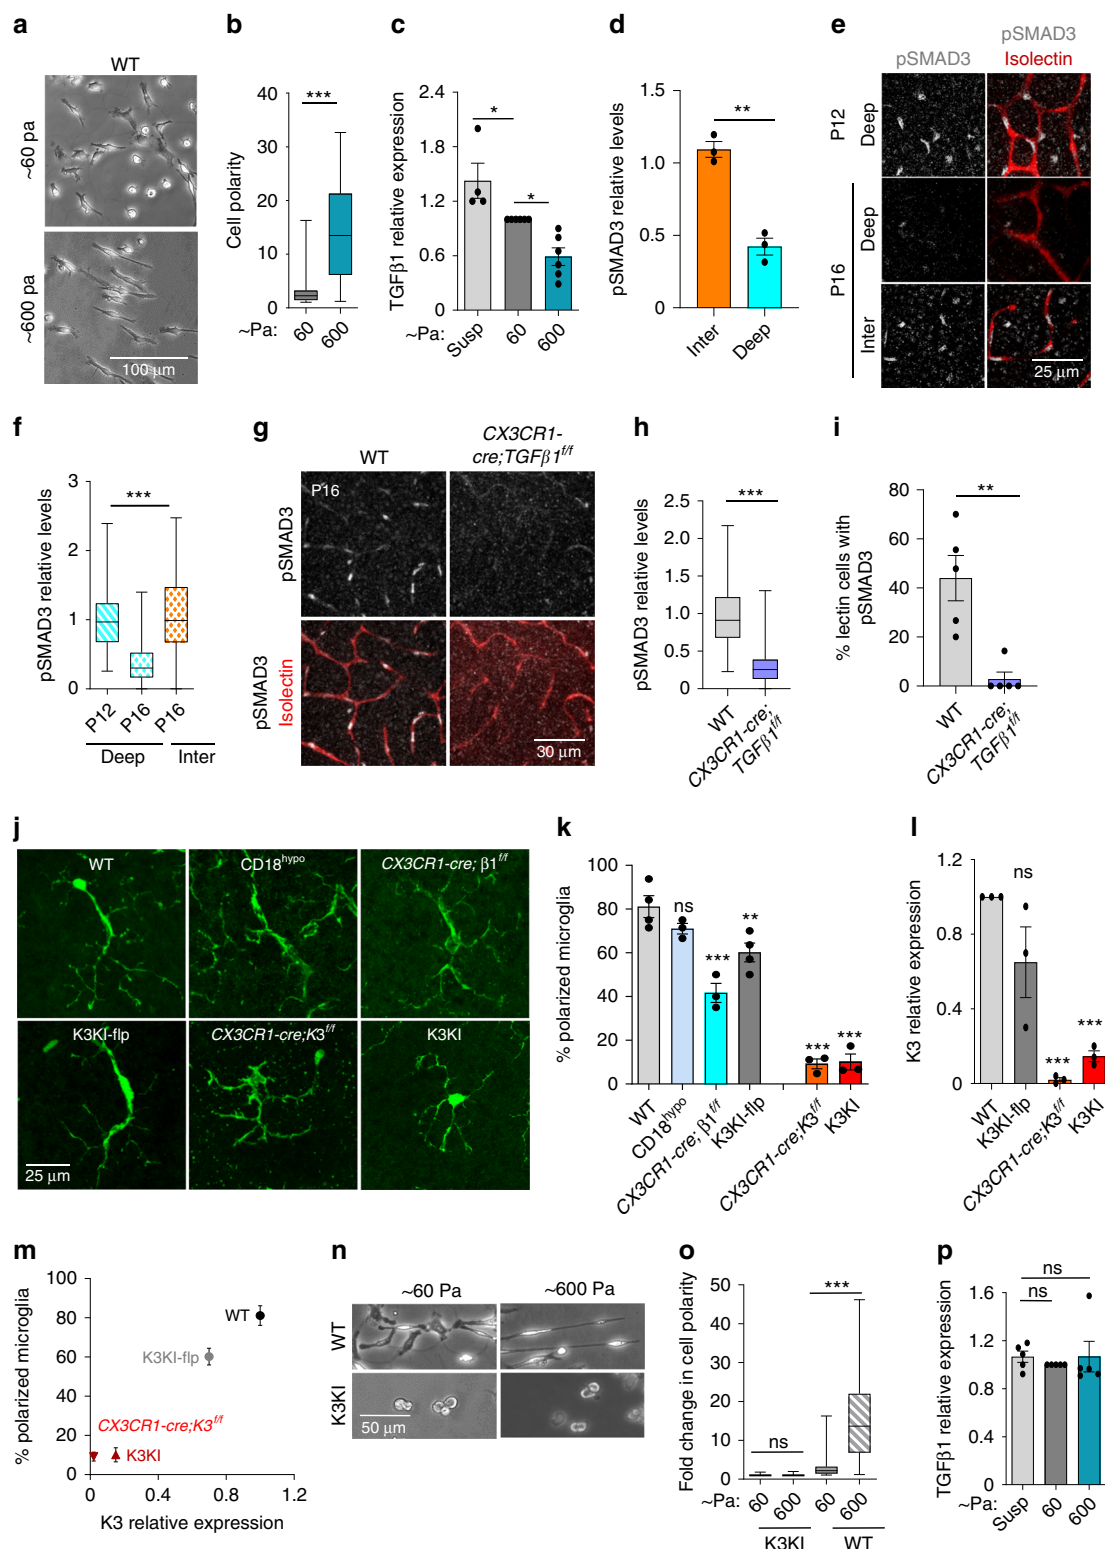 a
WT
~60 pa
~600 pa
100 µm
b
***
Cell polarity
40
30
20
10
0
~Pa:
60
600
c
TGFβ1 relative expression
2.4
1.8
1.2
0.6
0
*
*
~Pa:
Susp
60
600
d
pSMAD3 relative levels
1.5
1.0
0.5
0
**
Inter
Deep
e
pSMAD3
pSMAD3
Isolectin
P12
Deep
P16
Deep
Inter
25 µm
f
pSMAD3 relative levels
3
2
1
0
***
P12
P16
P16
Deep
Inter
g
WT
CX3CR1-
cre;TGFβ1f/f
P16
pSMAD3
pSMAD3
Isolectin
30 µm
h
pSMAD3 relative levels
2.5
2.0
1.5
1.0
0.5
0
***
WT
CX3CR1-cre;
TGFβ1f/f
i
% lectin cells with
pSMAD3
80
60
40
20
0
**
WT
CX3CR1-cre;
TGFβ1f/f
j
WT
CD18hypo
CX3CR1-cre; β1f/f
K3KI-flp
CX3CR1-cre;K3f/f
K3KI
25 µm
k
% polarized microglia
100
80
60
40
20
0
ns
***
**
***
***
WT
CD18hypo
CX3CR1-cre; β1f/f
K3KI-flp
CX3CR1-cre;K3f/f
K3KI
l
K3 relative expression
1.2
0.8
0.4
0
ns
***
***
WT
K3KI-flp
CX3CR1-cre;K3f/f
K3KI
m
% polarized microglia
100
80
60
40
20
0
WT
K3KI-flp
CX3CR1-cre;K3f/f
K3KI
0
0.4
0.8
1.2
K3 relative expression
n
~60 Pa
~600 Pa
WT
K3KI
50 µm
o
Fold change in cell polarity
50
40
30
20
10
0
***
ns
~Pa:
60
600
60
600
K3KI
WT
p
TGFβ1 relative expression
1.6
1.2
0.8
0.4
0
ns
ns
~Pa:
Susp
60
600